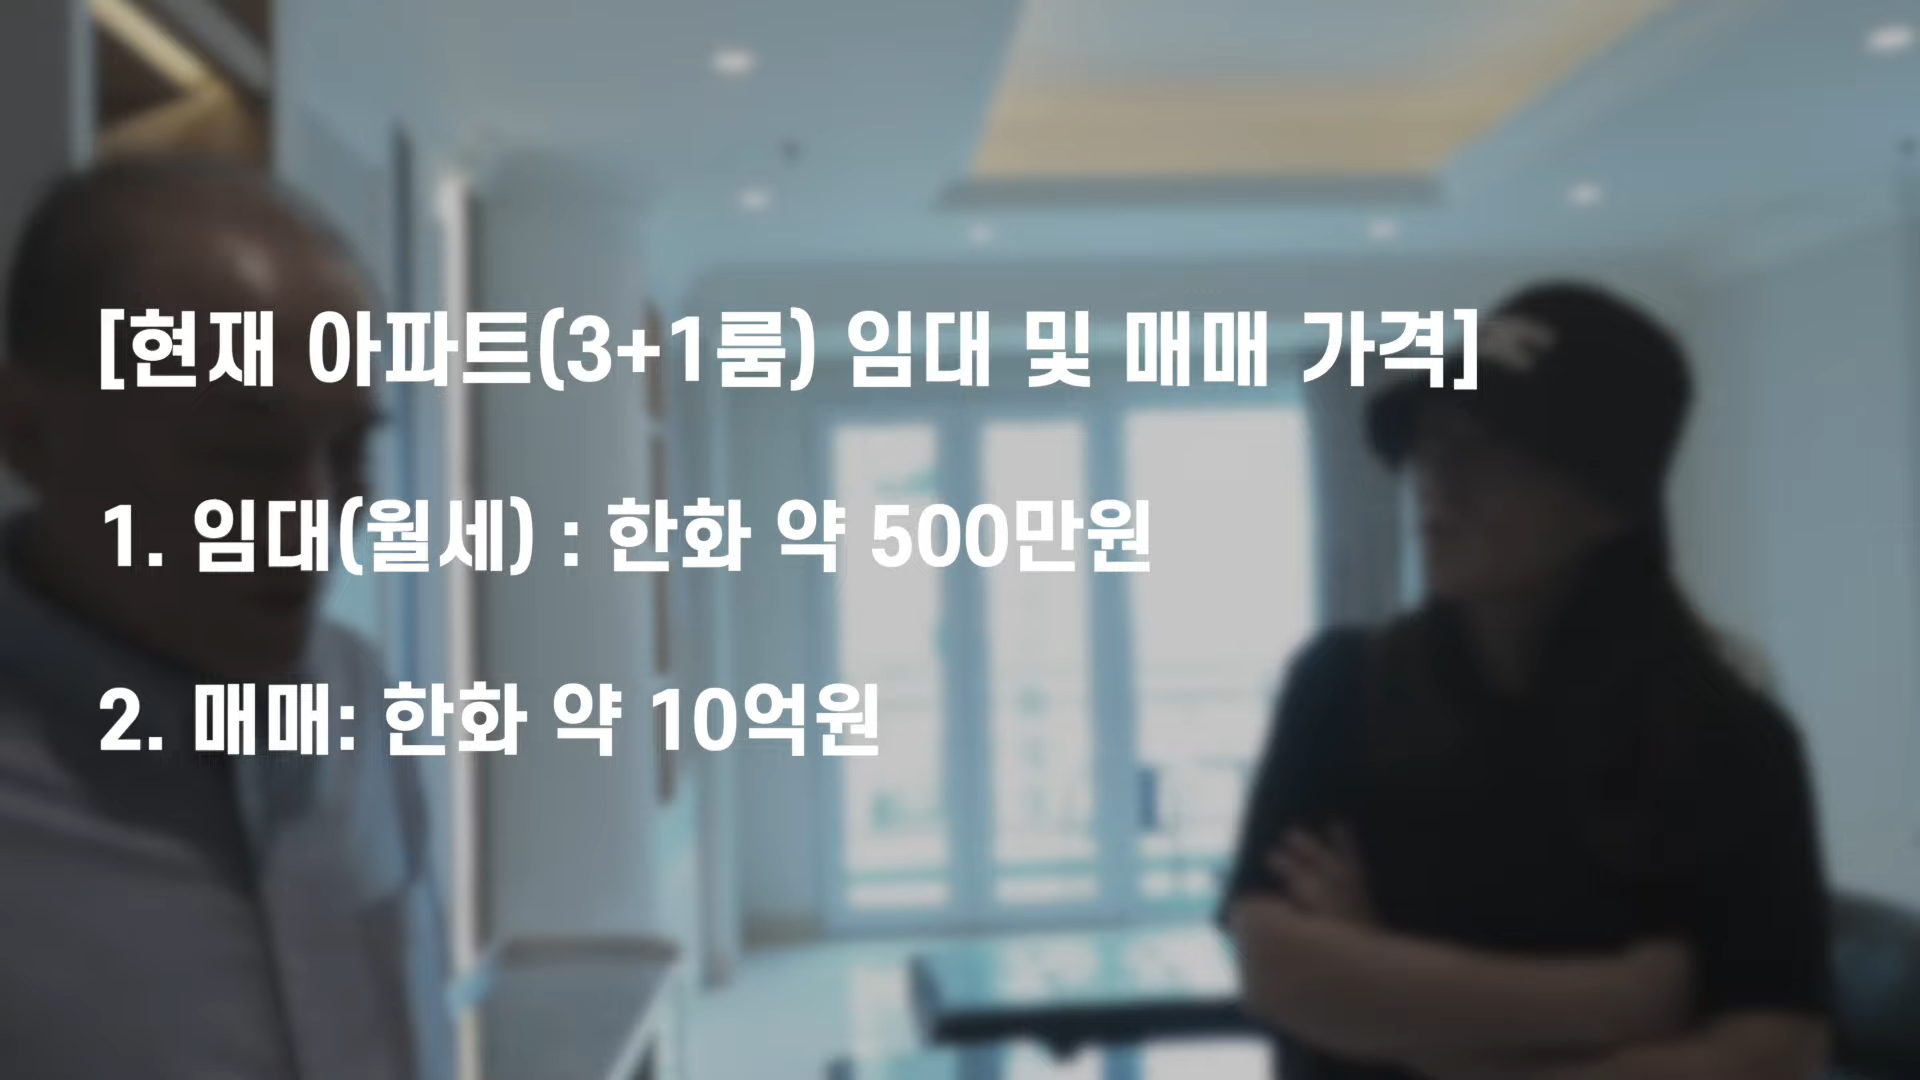 [현재 아파트(3+1룸) 임대 및 매매 가격]
1. 임대(월세) : 한화 약 500만원
2. 매매: 한화 약 10억원